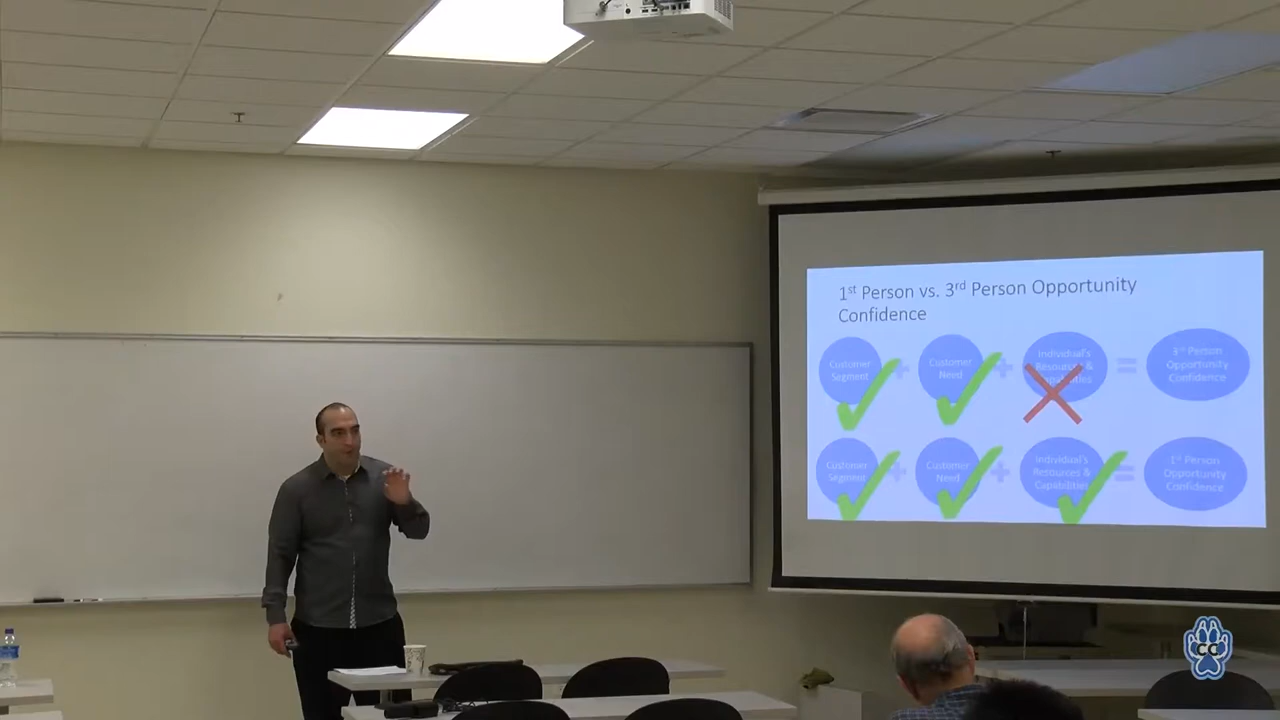 1st Person vs. 3rd Person Opportunity
Confidence
Customer
Segment
+
Customer
Need
+
Individual's
Resources &
Capabilities
=
3rd Person
Opportunity
Confidence
Customer
Segment
+
Customer
Need
+
Individual's
Resources &
Capabilities
=
1st Person
Opportunity
Confidence
CC